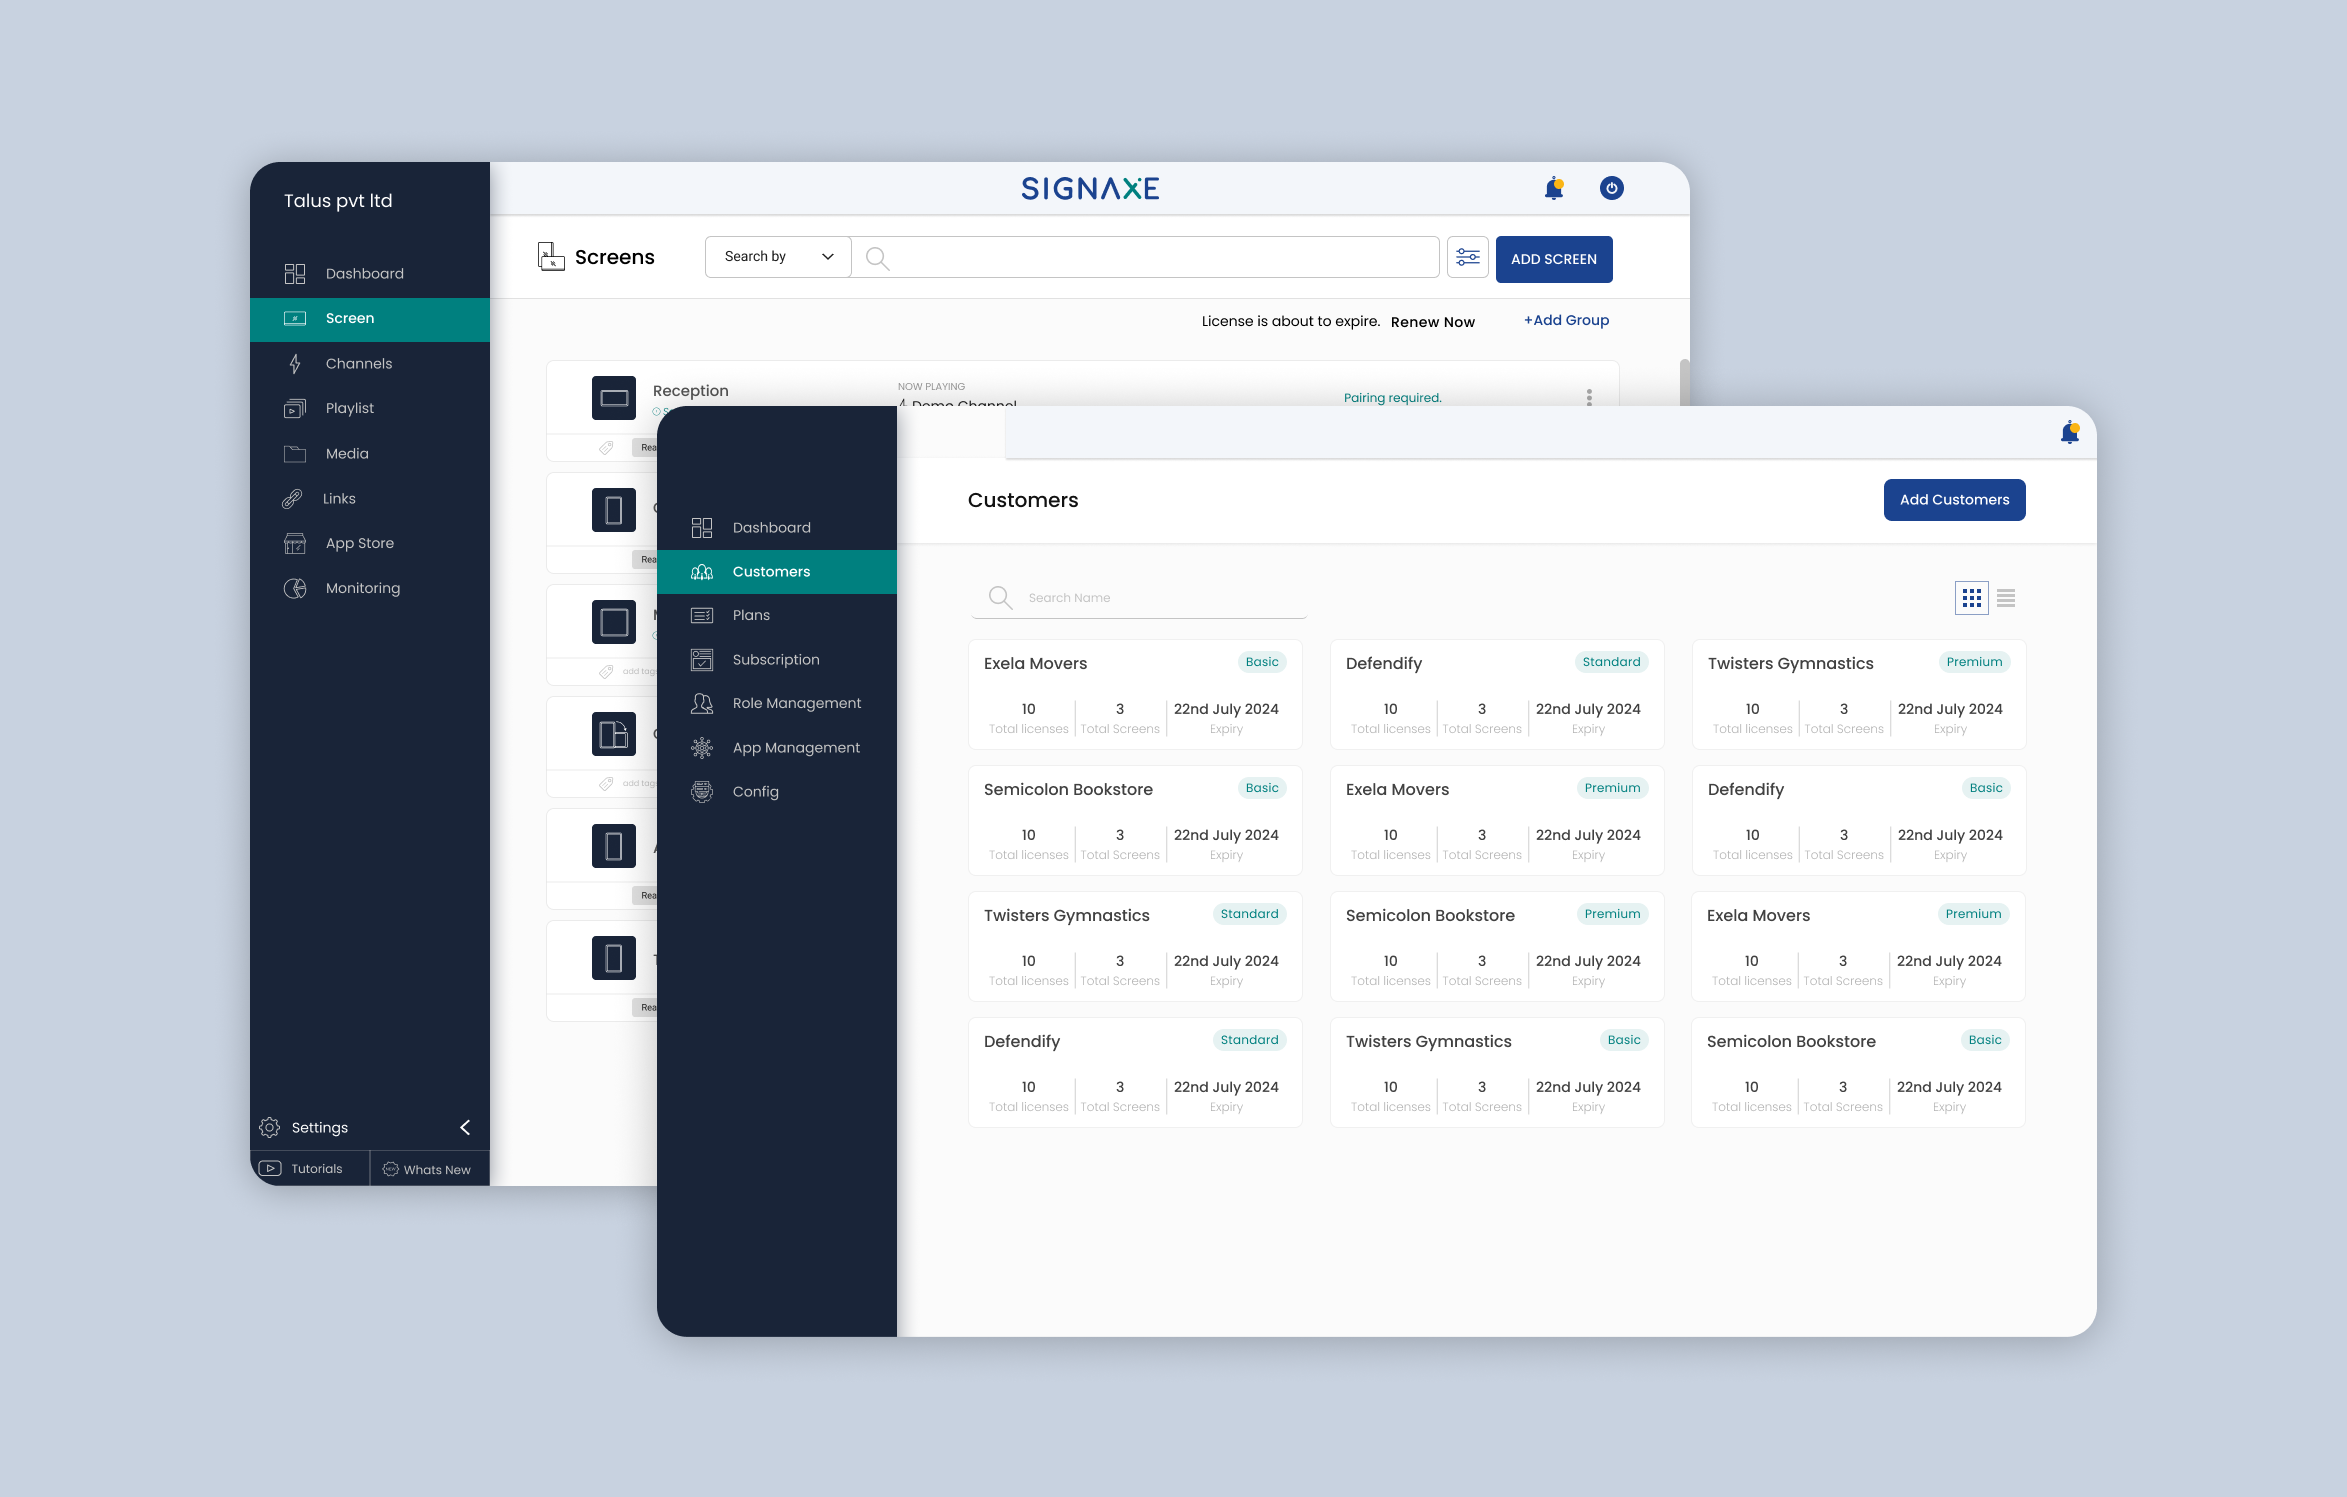 Talus pvt ltd
SIGNAXE
Dashboard
Screen
Channels
Playlist
Media
Links
App Store
Monitoring
Settings
Tutorials
Whats New
Screens
Search by
ADD SCREEN
License is about to expire. Renew Now
+Add Group
Reception
NOW PLAYING
Demo Channel
Pairing required.
add tags
add tags
Dashboard
Customers
Plans
Subscription
Role Management
App Management
Config
Customers
Add Customers
Search Name
Exela Movers Basic
10 3 22nd July 2024
Total licenses Total Screens Expiry
Defendify Standard
10 3 22nd July 2024
Total licenses Total Screens Expiry
Twisters Gymnastics Premium
10 3 22nd July 2024
Total licenses Total Screens Expiry
Semicolon Bookstore Basic
10 3 22nd July 2024
Total licenses Total Screens Expiry
Exela Movers Premium
10 3 22nd July 2024
Total licenses Total Screens Expiry
Defendify Basic
10 3 22nd July 2024
Total licenses Total Screens Expiry
Twisters Gymnastics Standard
10 3 22nd July 2024
Total licenses Total Screens Expiry
Semicolon Bookstore Premium
10 3 22nd July 2024
Total licenses Total Screens Expiry
Exela Movers Premium
10 3 22nd July 2024
Total licenses Total Screens Expiry
Defendify Standard
10 3 22nd July 2024
Total licenses Total Screens Expiry
Twisters Gymnastics Basic
10 3 22nd July 2024
Total licenses Total Screens Expiry
Semicolon Bookstore Basic
10 3 22nd July 2024
Total licenses Total Screens Expiry